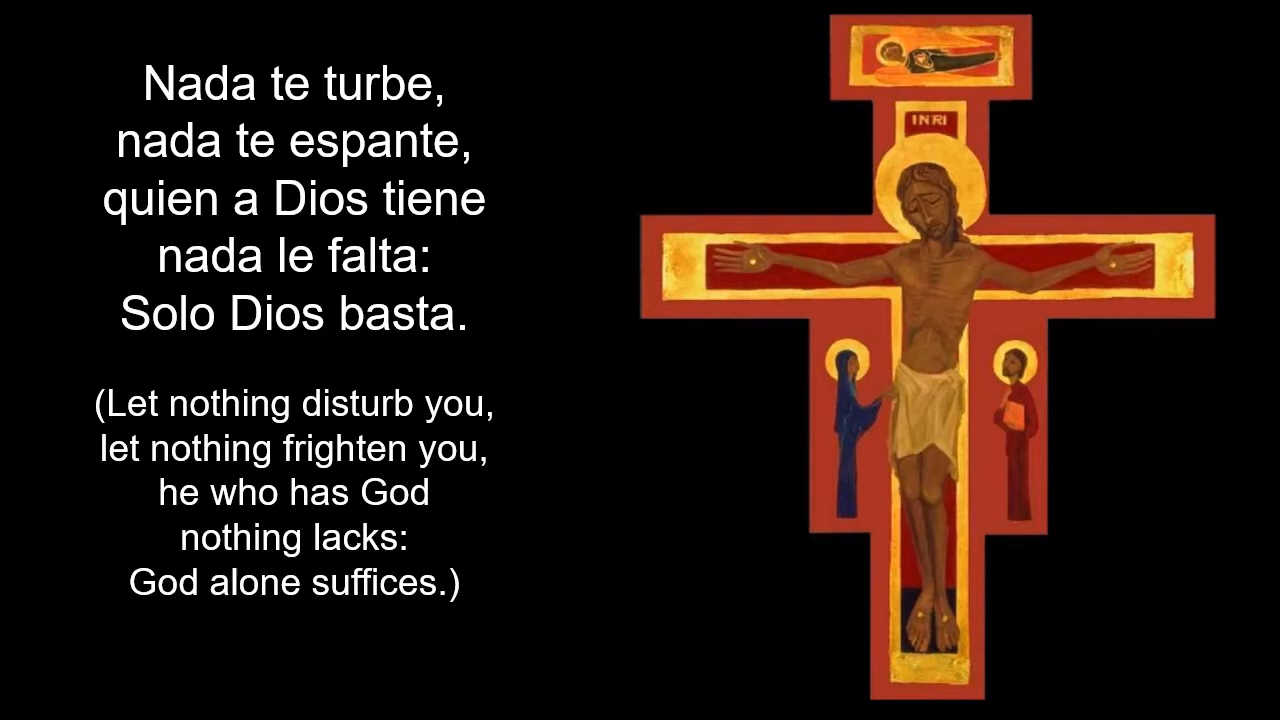 Nada te turbe,
nada te espante,
quien a Dios tiene
nada le falta:
Solo Dios basta.
(Let nothing disturb you,
let nothing frighten you,
he who has God
nothing lacks:
God alone suffices.)
INRI